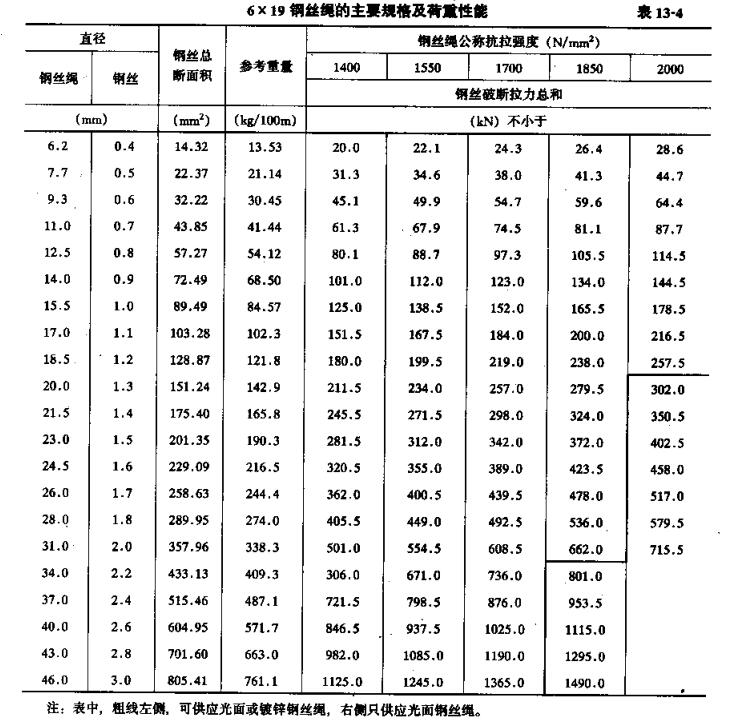 6×19 钢丝绳的主要规格及荷重性能 表 13-4
直径 钢丝总断面积 参考重量 钢丝绳公称抗拉强度 (N/mm²)
钢丝绳 钢丝 1400 1550 1700 1850 2000
钢丝破断拉力总和
(mm) (mm²) (kg/100m) (kN) 不小于
6.2 0.4 14.32 13.53 20.0 22.1 24.3 26.4 28.6
7.7 0.5 22.37 21.14 31.3 34.6 38.0 41.3 44.7
9.3 0.6 32.22 30.45 45.1 49.9 54.7 59.6 64.4
11.0 0.7 43.85 41.44 61.3 67.9 74.5 81.1 87.7
12.5 0.8 57.27 54.12 80.1 88.7 97.3 105.5 114.5
14.0 0.9 72.49 68.50 101.0 112.0 123.0 134.0 144.5
15.5 1.0 89.49 84.57 125.0 138.5 152.0 165.5 178.5
17.0 1.1 103.28 102.3 151.5 167.5 184.0 200.0 216.5
18.5 1.2 128.87 121.8 180.0 199.5 219.0 238.0 257.5
20.0 1.3 151.24 142.9 211.5 234.0 257.0 279.5 302.0
21.5 1.4 175.40 165.8 245.5 271.5 298.0 324.0 350.5
23.0 1.5 201.35 190.3 281.5 312.0 342.0 372.0 402.5
24.5 1.6 229.09 216.5 320.5 355.0 389.0 423.5 458.0
26.0 1.7 258.63 244.4 362.0 400.5 439.5 478.0 517.0
28.0 1.8 289.95 274.0 405.5 449.0 492.5 536.0 579.5
31.0 2.0 357.96 338.3 501.0 554.5 608.5 662.0 715.5
34.0 2.2 433.13 409.3 306.0 671.0 736.0 801.0
37.0 2.4 515.46 487.1 721.5 798.5 876.0 953.5
40.0 2.6 604.95 571.7 846.5 937.5 1025.0 1115.0
43.0 2.8 701.60 663.0 982.0 1085.0 1190.0 1295.0
46.0 3.0 805.41 761.1 1125.0 1245.0 1365.0 1490.0
注：表中，粗线左侧，可供应光面或镀锌钢丝绳，右侧只供应光面钢丝绳。